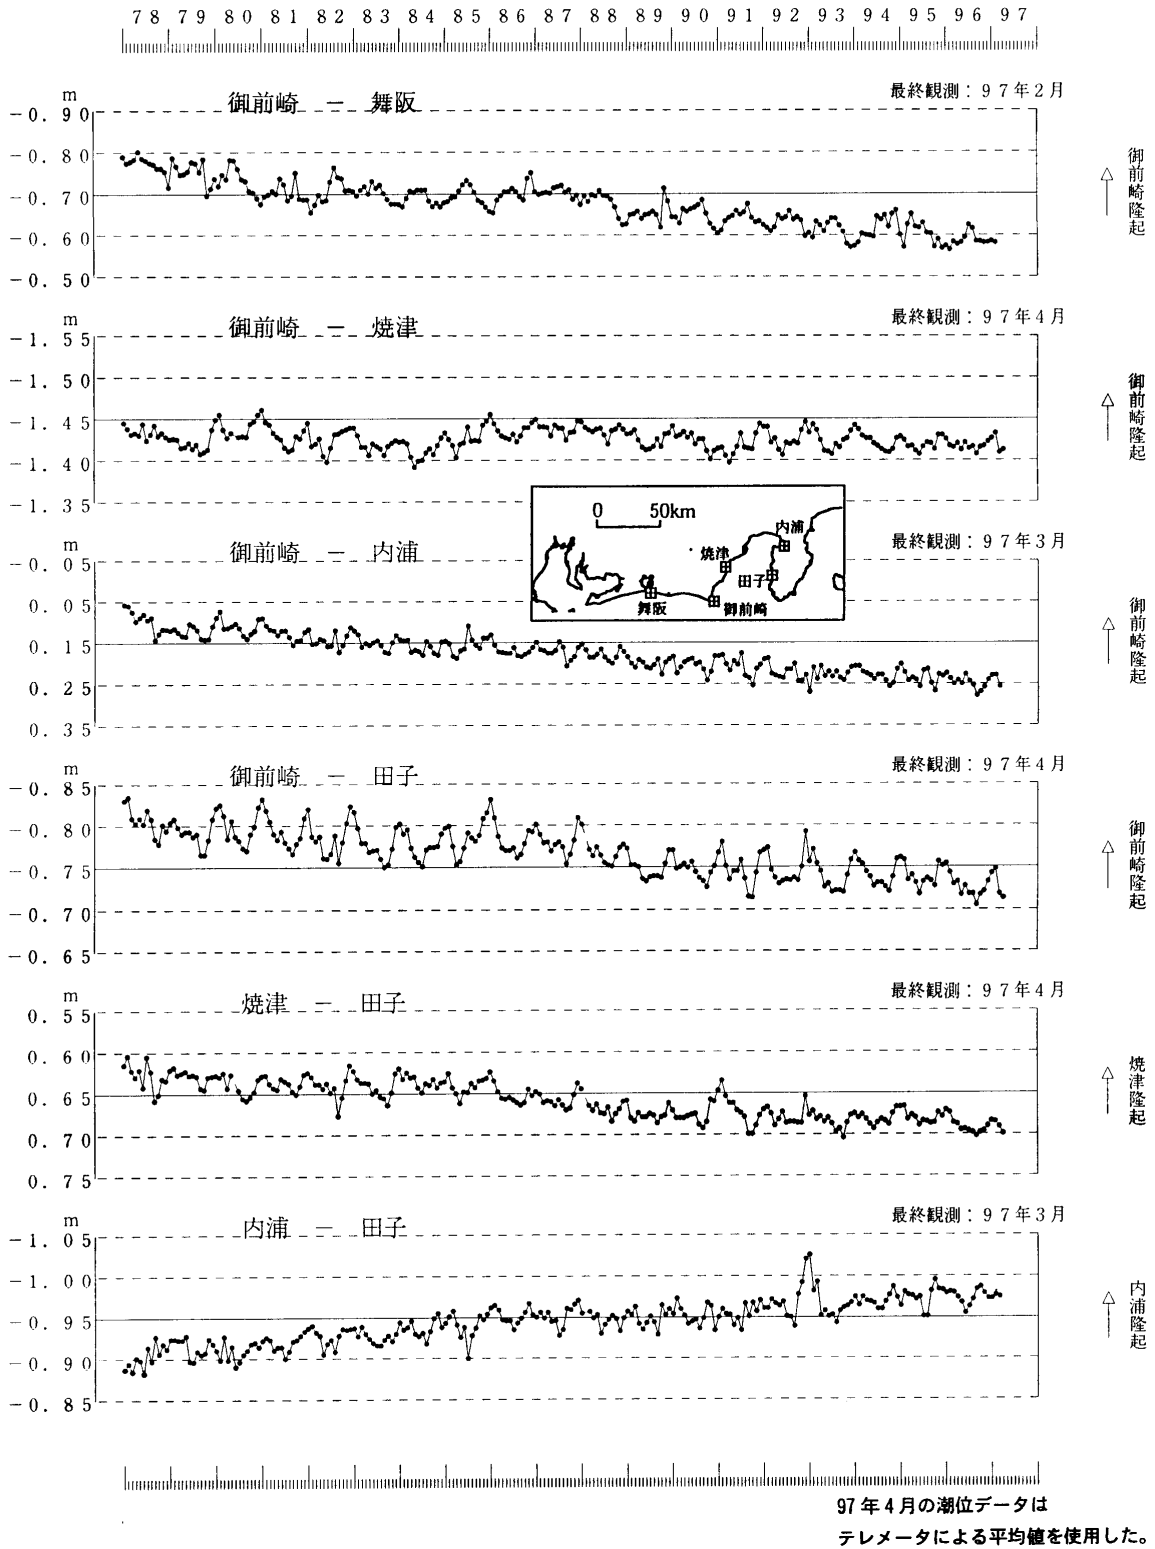 78 79 80 81 82 83 84 85 86 87 88 89 90 91 92 93 94 95 96 97
m 御前崎 － 舞阪 最終観測：97年2月
－0.90
－0.80
－0.70
－0.60
－0.50
御前崎隆起
m 御前崎 － 焼津 最終観測：97年4月
－1.55
－1.50
－1.45
－1.40
－1.35
御前崎隆起
0 50km
内浦
焼津
田子
舞阪
御前崎
m 御前崎 － 内浦 最終観測：97年3月
－0.05
0.05
0.15
0.25
0.35
御前崎隆起
m 御前崎 － 田子 最終観測：97年4月
－0.85
－0.80
－0.75
－0.70
－0.65
御前崎隆起
m 焼津 － 田子 最終観測：97年4月
0.55
0.60
0.65
0.70
0.75
焼津隆起
m 内浦 － 田子 最終観測：97年3月
－1.05
－1.00
－0.95
－0.90
－0.85
内浦隆起
97年4月の潮位データは
テレメータによる平均値を使用した。